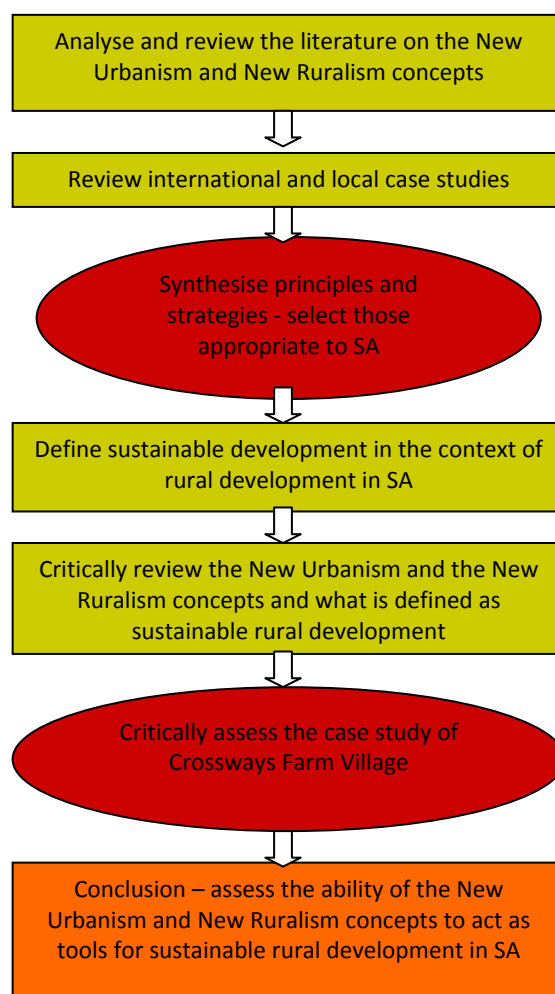 Analyse and review the literature on the New
Urbanism and New Ruralism concepts
Review international and local case studies
Synthesise principles and
strategies - select those
appropriate to SA
Define sustainable development in the context of
rural development in SA
Critically review the New Urbanism and the New
Ruralism concepts and what is defined as
sustainable rural development
Critically assess the case study of
Crossways Farm Village
Conclusion – assess the ability of the New
Urbanism and New Ruralism concepts to act as
tools for sustainable rural development in SA